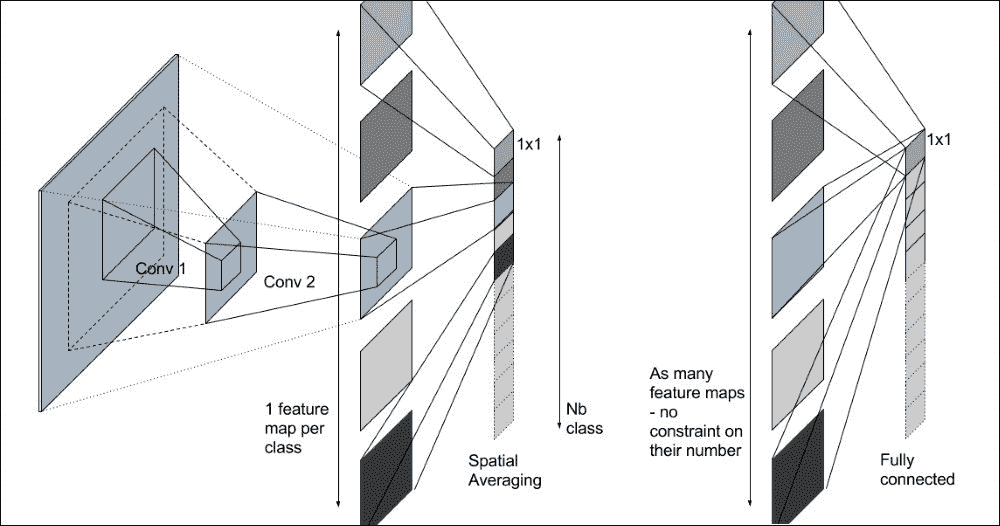 Conv 1
Conv 2
1 feature
map per
class
1x1
Nb
class
Spatial
Averaging
As many
feature maps
- no
constraint on
their number
1x1
Fully
connected